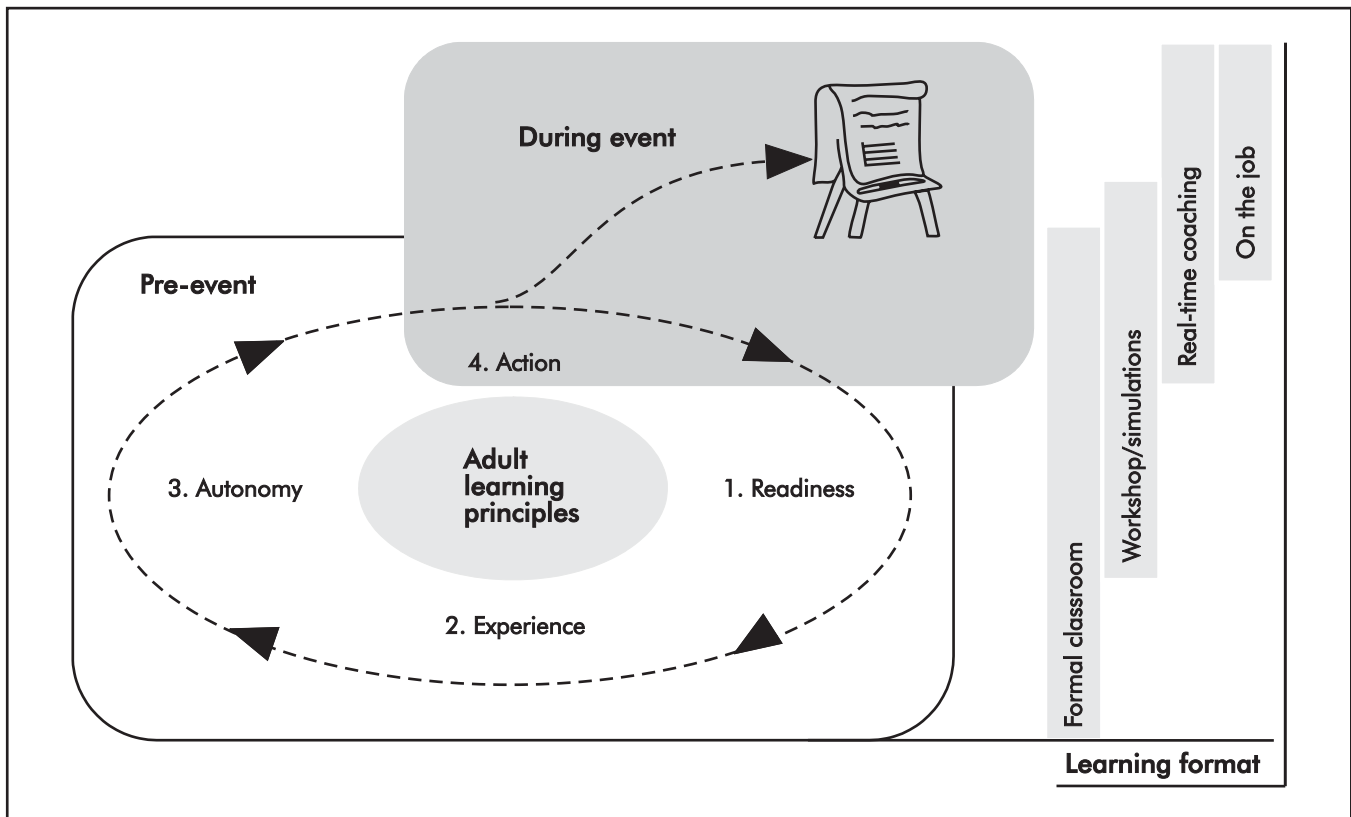 During event
Pre-event
4. Action
Adult
learning
principles
3. Autonomy
1. Readiness
2. Experience
Formal classroom
Workshop/simulations
Real-time coaching
On the job
Learning format